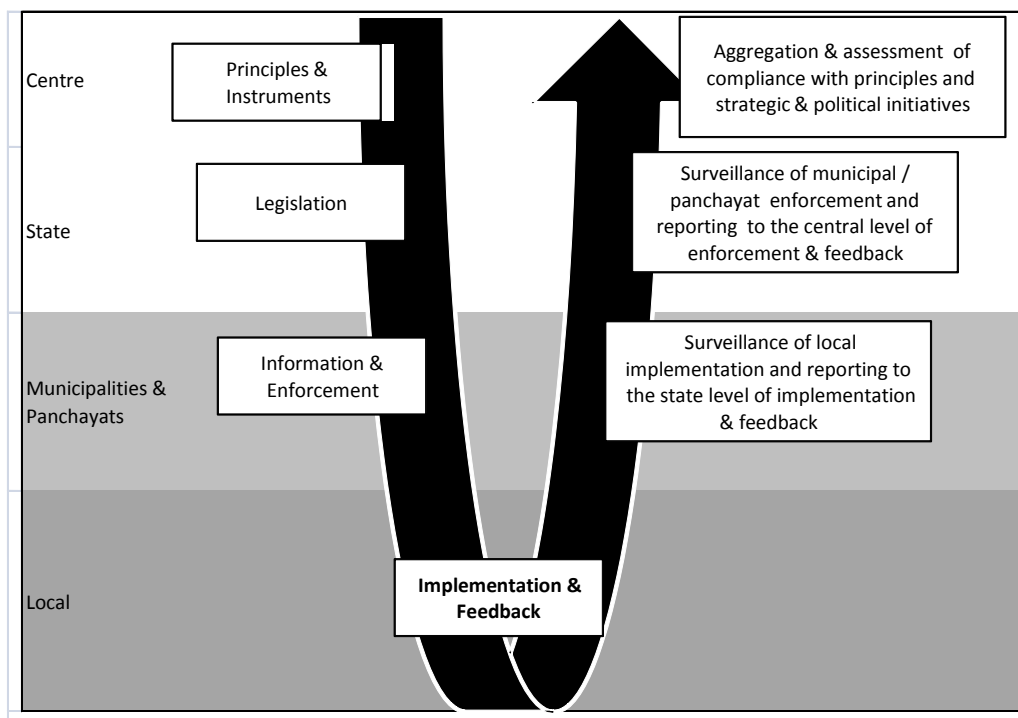 Centre
Principles &
Instruments
Aggregation & assessment of
compliance with principles and
strategic & political initiatives
State
Legislation
Surveillance of municipal /
panchayat enforcement and
reporting to the central level of
enforcement & feedback
Municipalities &
Panchayats
Information &
Enforcement
Surveillance of local
implementation and reporting to
the state level of implementation
& feedback
Local
Implementation &
Feedback